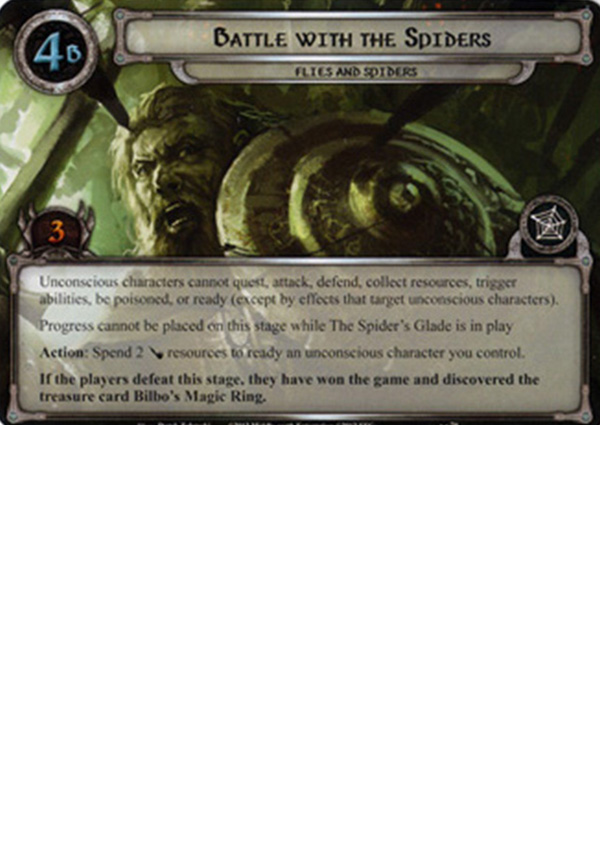 4B
BATTLE WITH THE SPIDERS
FLIES AND SPIDERS
3
Unconscious characters cannot quest, attack, defend, collect resources, trigger
abilities, be poisoned, or ready (except by effects that target unconscious characters).
Progress cannot be placed on this stage while The Spider's Glade is in play
Action: Spend 2 resources to ready an unconscious character you control.
If the players defeat this stage, they have won the game and discovered the
treasure card Bilbo's Magic Ring.